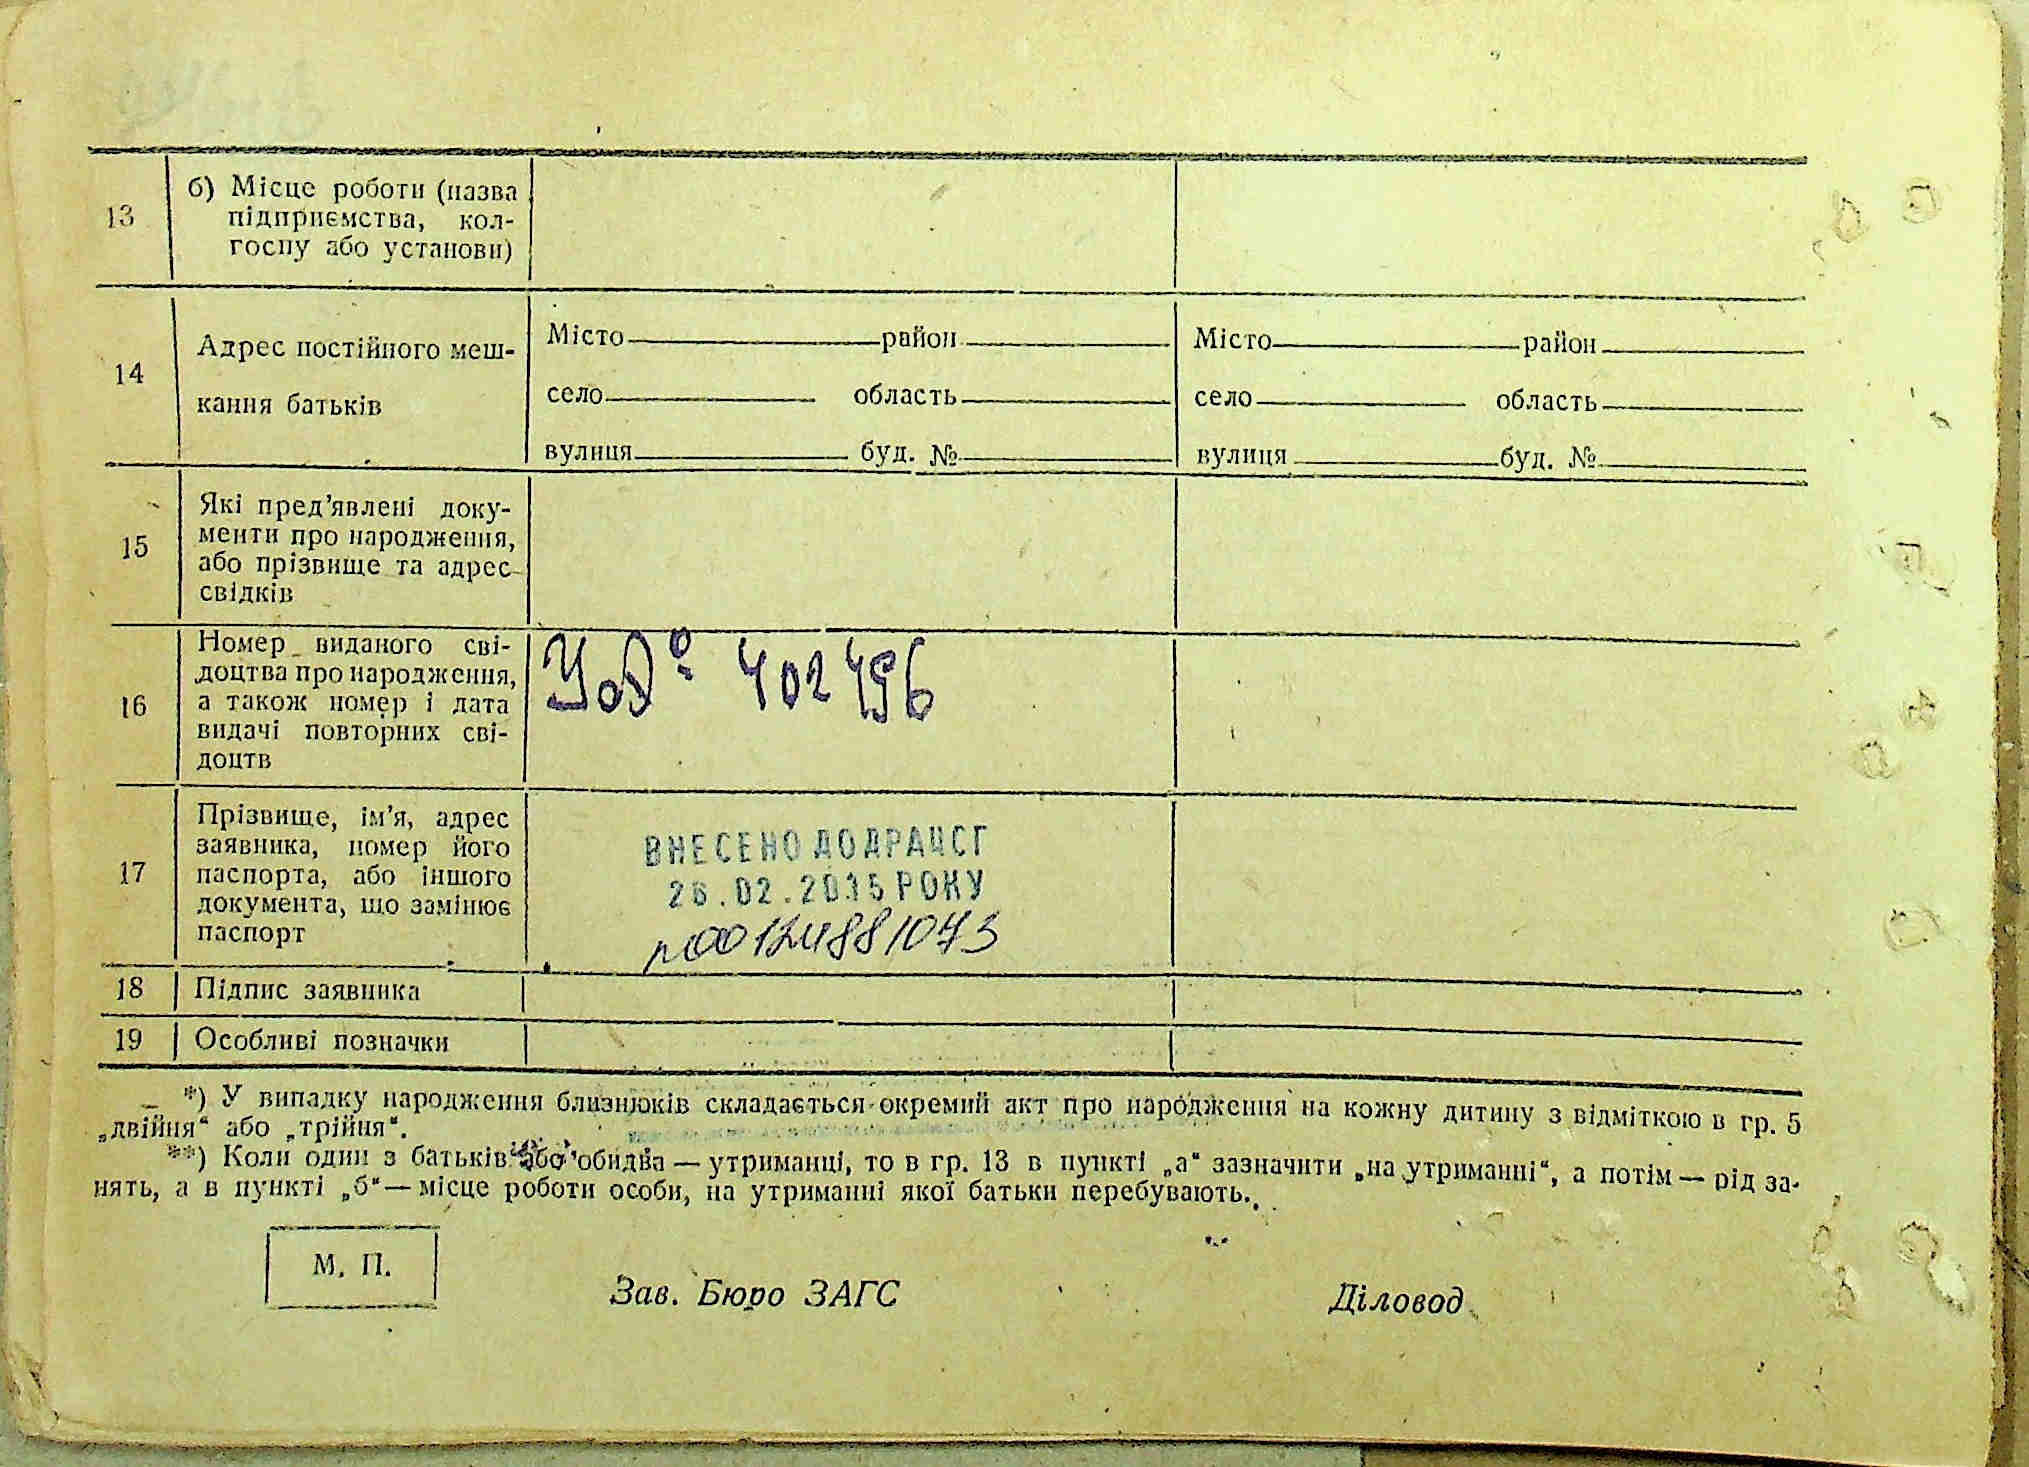 13
б) Місце роботи (назва
підприємства, кол-
госпу або установи)
14
Адрес постійного меш-
кання батьків
Місто район
село область
вулиця буд. №
Місто район
село область
вулиця буд. №
15
Які пред’явлені доку-
менти про народження,
або прізвище та адрес
свідків
16
Номер виданого сві-
доцтва про народження,
а також номер і дата
видачі повторних сві-
доцтв
402496
17
Прізвище, ім’я, адрес
заявника, номер його
паспорта, або іншого
документа, що замінює
паспорт
ВНЕСЕНО ДО ДРАЦСГ
26.02.2015 РОКУ
18 Підпис заявника
19 Особливі позначки
*) У випадку народження близнюків складається окремий акт про народження на кожну дитину з відміткою в гр. 5
„двійня“ або „трійня“.
**) Коли один з батьків або обидва — утриманці, то в гр. 13 в пункті „а“ зазначити „на утриманні“, а потім — рід за-
нять, а в пункті „б“ — місце роботи особи, на утриманні якої батьки перебувають.
М. П.
Зав. Бюро ЗАГС
Діловод